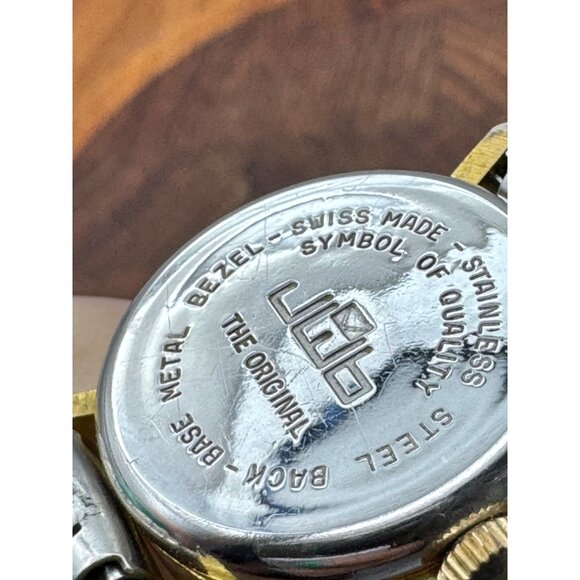 BASE METAL BEZEL - SWISS MADE - STAINLESS STEEL BACK -
SYMBOL OF QUALITY
THE ORIGINAL